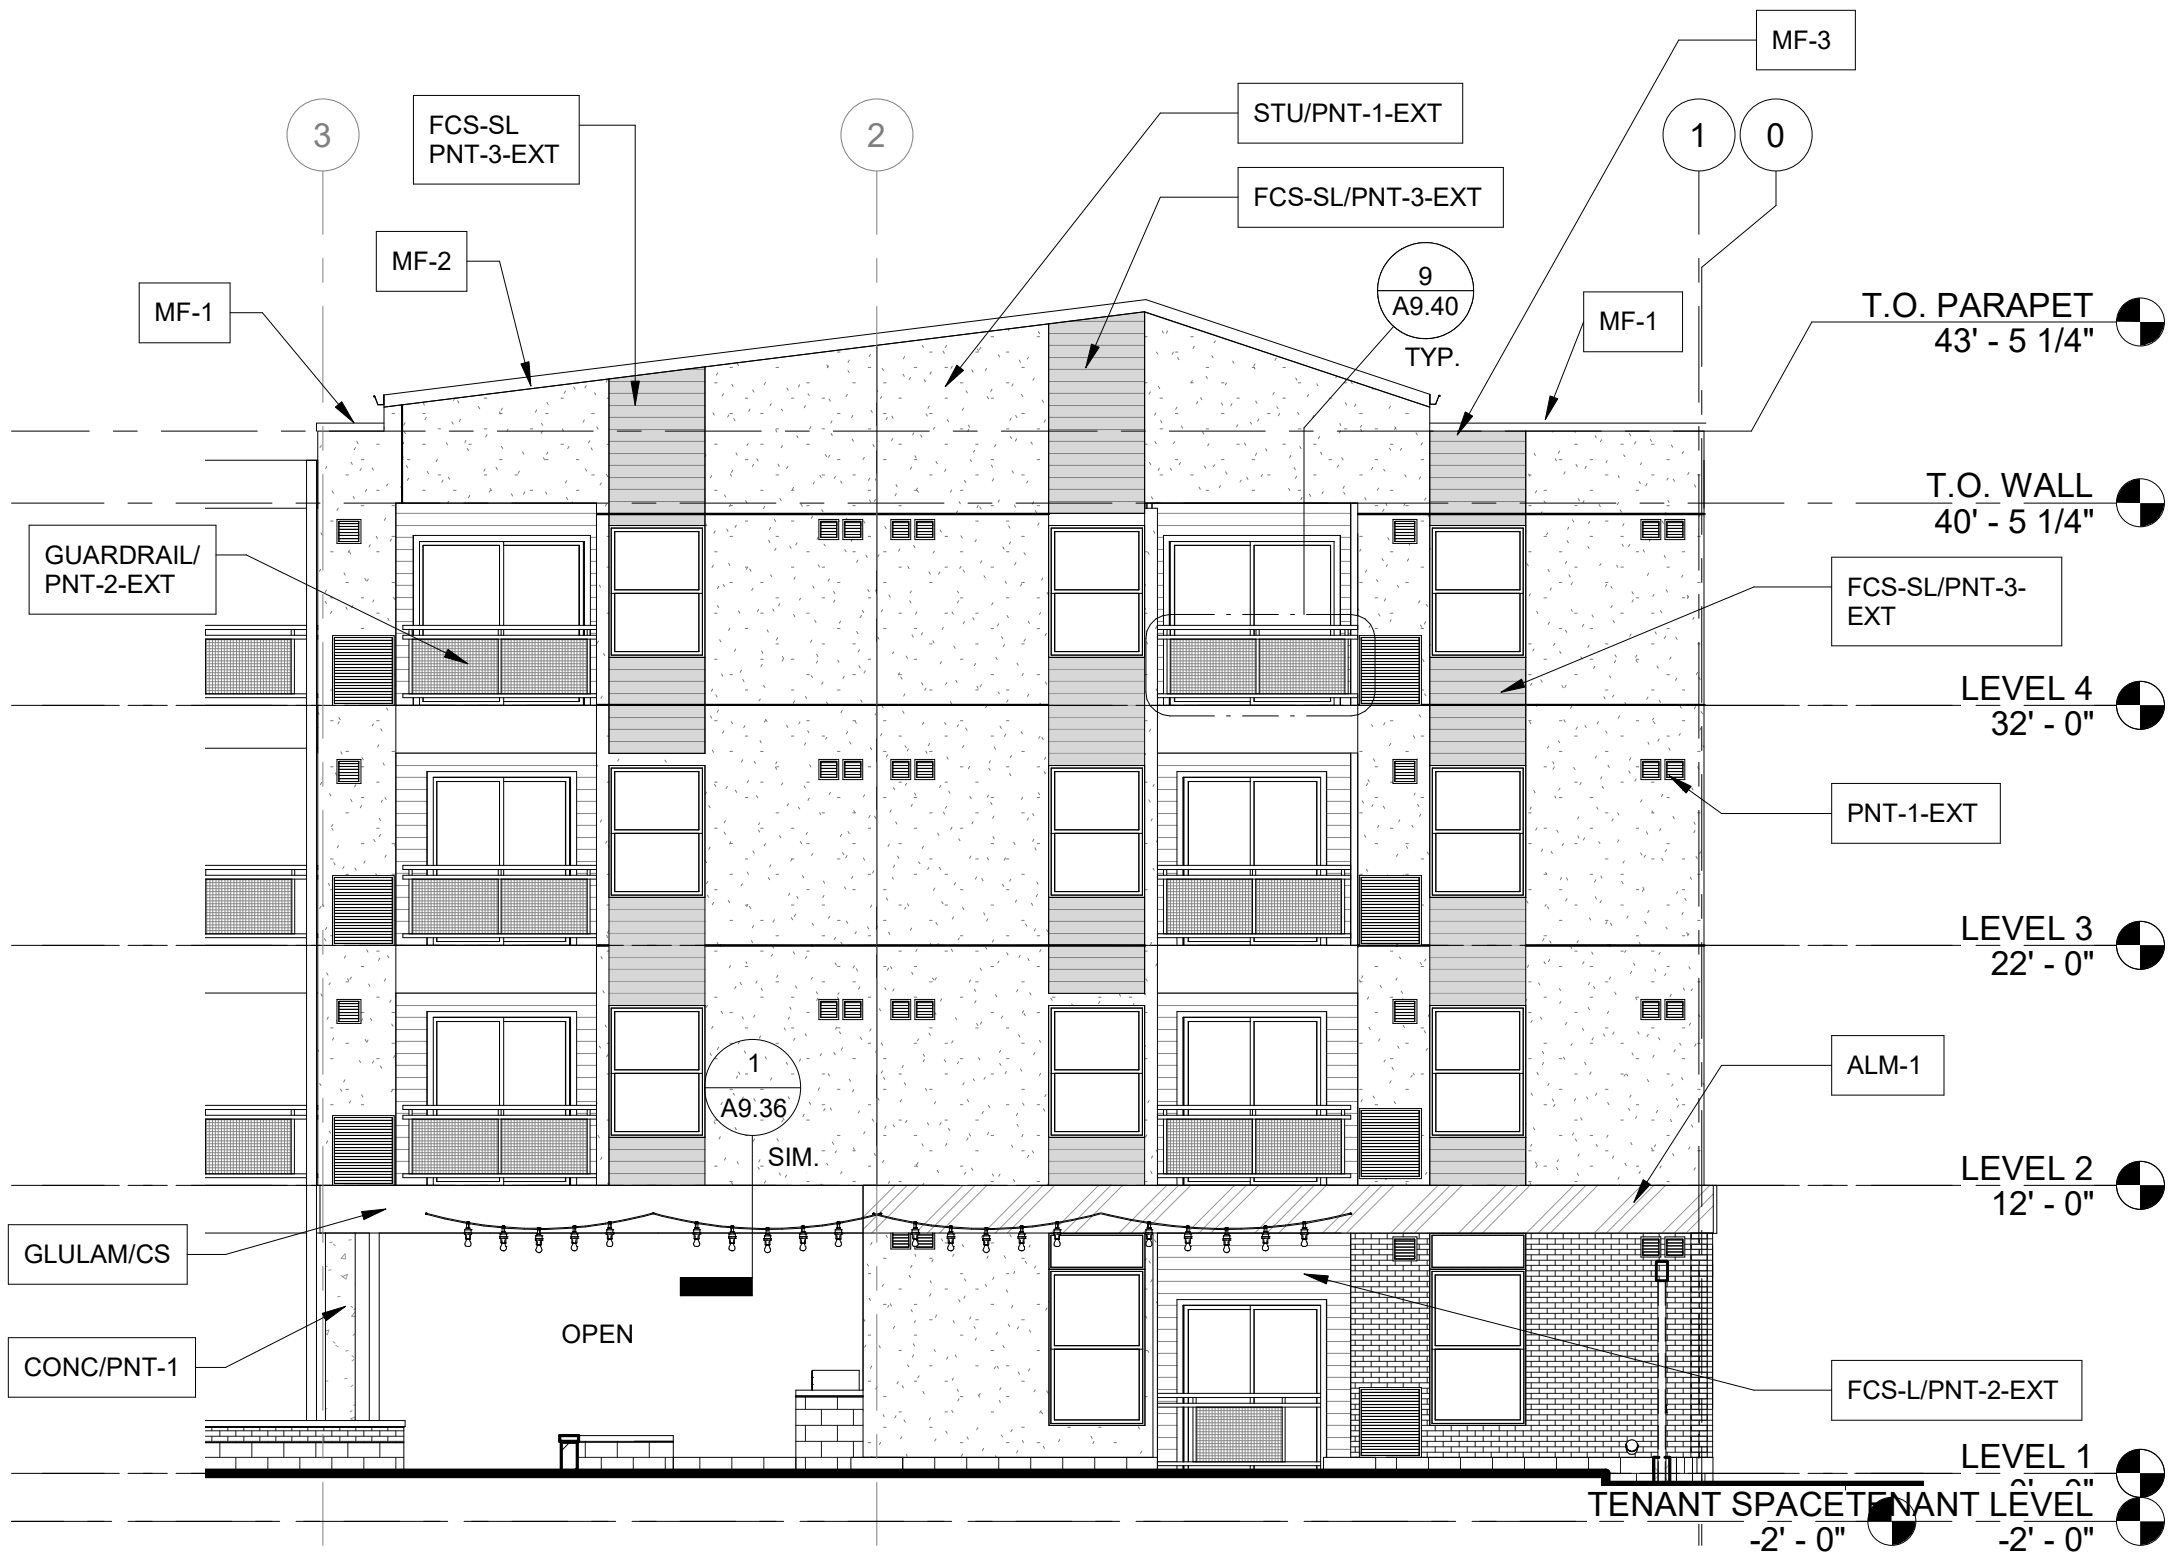 MF-3
3
FCS-SL
PNT-3-EXT
2
STU/PNT-1-EXT
1
0
FCS-SL/PNT-3-EXT
MF-2
MF-1
9
A9.40
TYP.
MF-1
T.O. PARAPET
43' - 5 1/4"
T.O. WALL
40' - 5 1/4"
GUARDRAIL/
PNT-2-EXT
FCS-SL/PNT-3-
EXT
LEVEL 4
32' - 0"
PNT-1-EXT
LEVEL 3
22' - 0"
1
A9.36
SIM.
ALM-1
LEVEL 2
12' - 0"
GLULAM/CS
OPEN
CONC/PNT-1
FCS-L/PNT-2-EXT
LEVEL 1
0' - 0"
TENANT SPACE
-2' - 0"
TENANT LEVEL
-2' - 0"